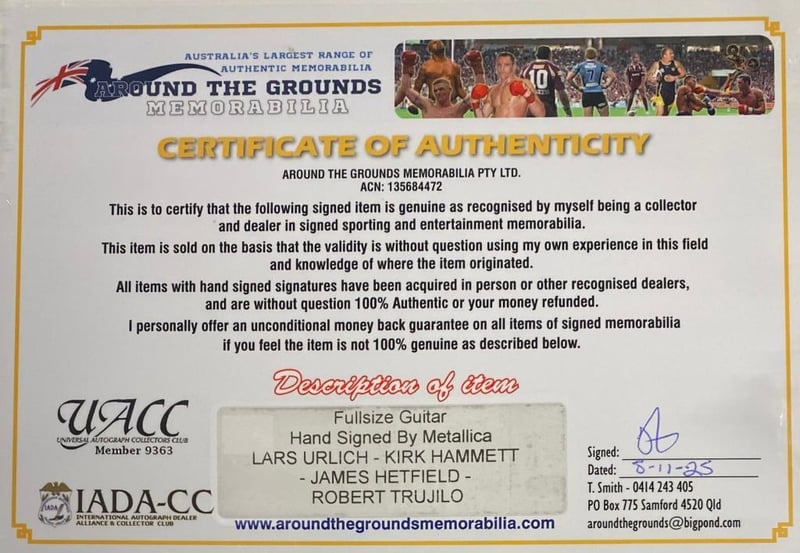 AUSTRALIA'S LARGEST RANGE OF
AUTHENTIC MEMORABILIA
AROUND THE GROUNDS
MEMORABILIA
10
7
CERTIFICATE OF AUTHENTICITY
AROUND THE GROUNDS MEMORABILIA PTY LTD.
ACN: 135684472
This is to certify that the following signed item is genuine as recognised by myself being a collector
and dealer in signed sporting and entertainment memorabilia.
This item is sold on the basis that the validity is without question using my own experience in this field
and knowledge of where the item originated.
All items with hand signed signatures have been acquired in person or other recognised dealers,
and are without question 100% Authentic or your money refunded.
I personally offer an unconditional money back guarantee on all items of signed memorabilia
if you feel the item is not 100% genuine as described below.
Description of item
Fullsize Guitar
Hand Signed By Metallica
LARS URLICH - KIRK HAMMETT
- JAMES HETFIELD -
ROBERT TRUJILO
UACC
UNIVERSAL AUTOGRAPH COLLECTORS CLUB
Member 9363
IADA
IADA-CC
INTERNATIONAL AUTOGRAPH DEALER
ALLIANCE & COLLECTOR CLUB
www.aroundthegroundsmemorabilia.com
Signed:
Dated: 5-11-25
T. Smith - 0414 243 405
PO Box 775 Samford 4520 Qld
aroundthegrounds@bigpond.com